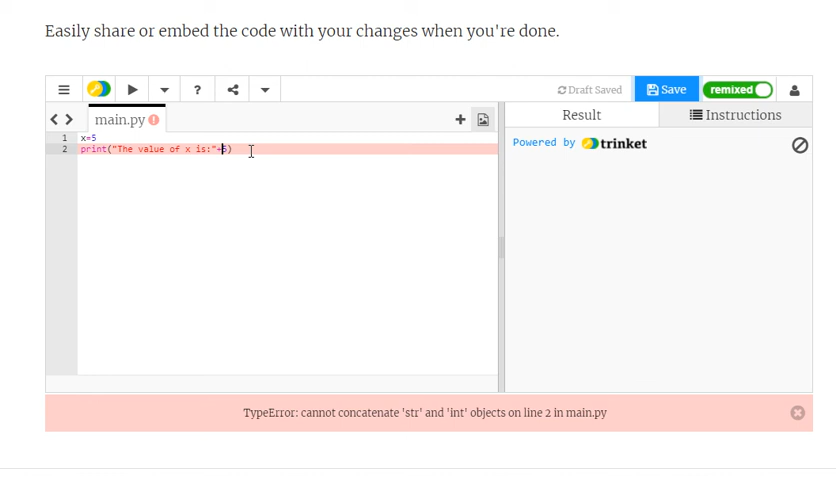 Easily share or embed the code with your changes when you're done.
? Draft Saved Save remixed
main.py Result Instructions
1 x=5
2 print("The value of x is:"+5)
Powered by trinket
TypeError: cannot concatenate 'str' and 'int' objects on line 2 in main.py